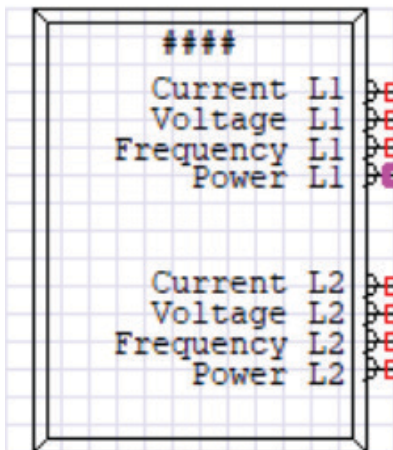 ####
Current L1
Voltage L1
Frequency L1
Power L1
Current L2
Voltage L2
Frequency L2
Power L2